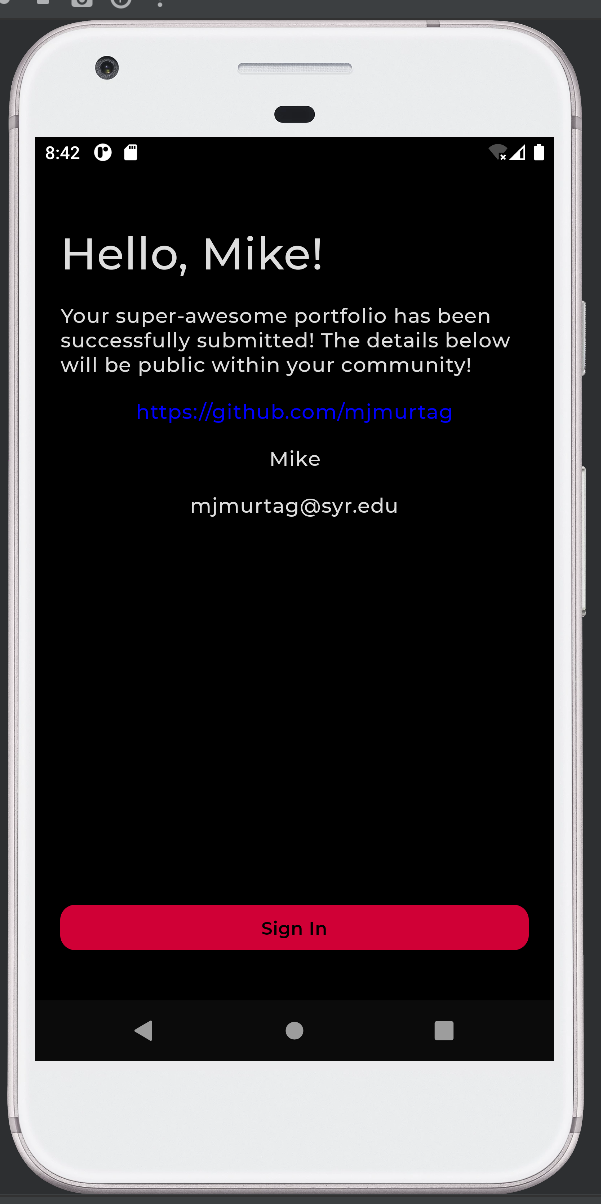 8:42
Hello, Mike!
Your super-awesome portfolio has been
successfully submitted! The details below
will be public within your community!
https://github.com/mjmurtag
Mike
mjmurtag@syr.edu
Sign In